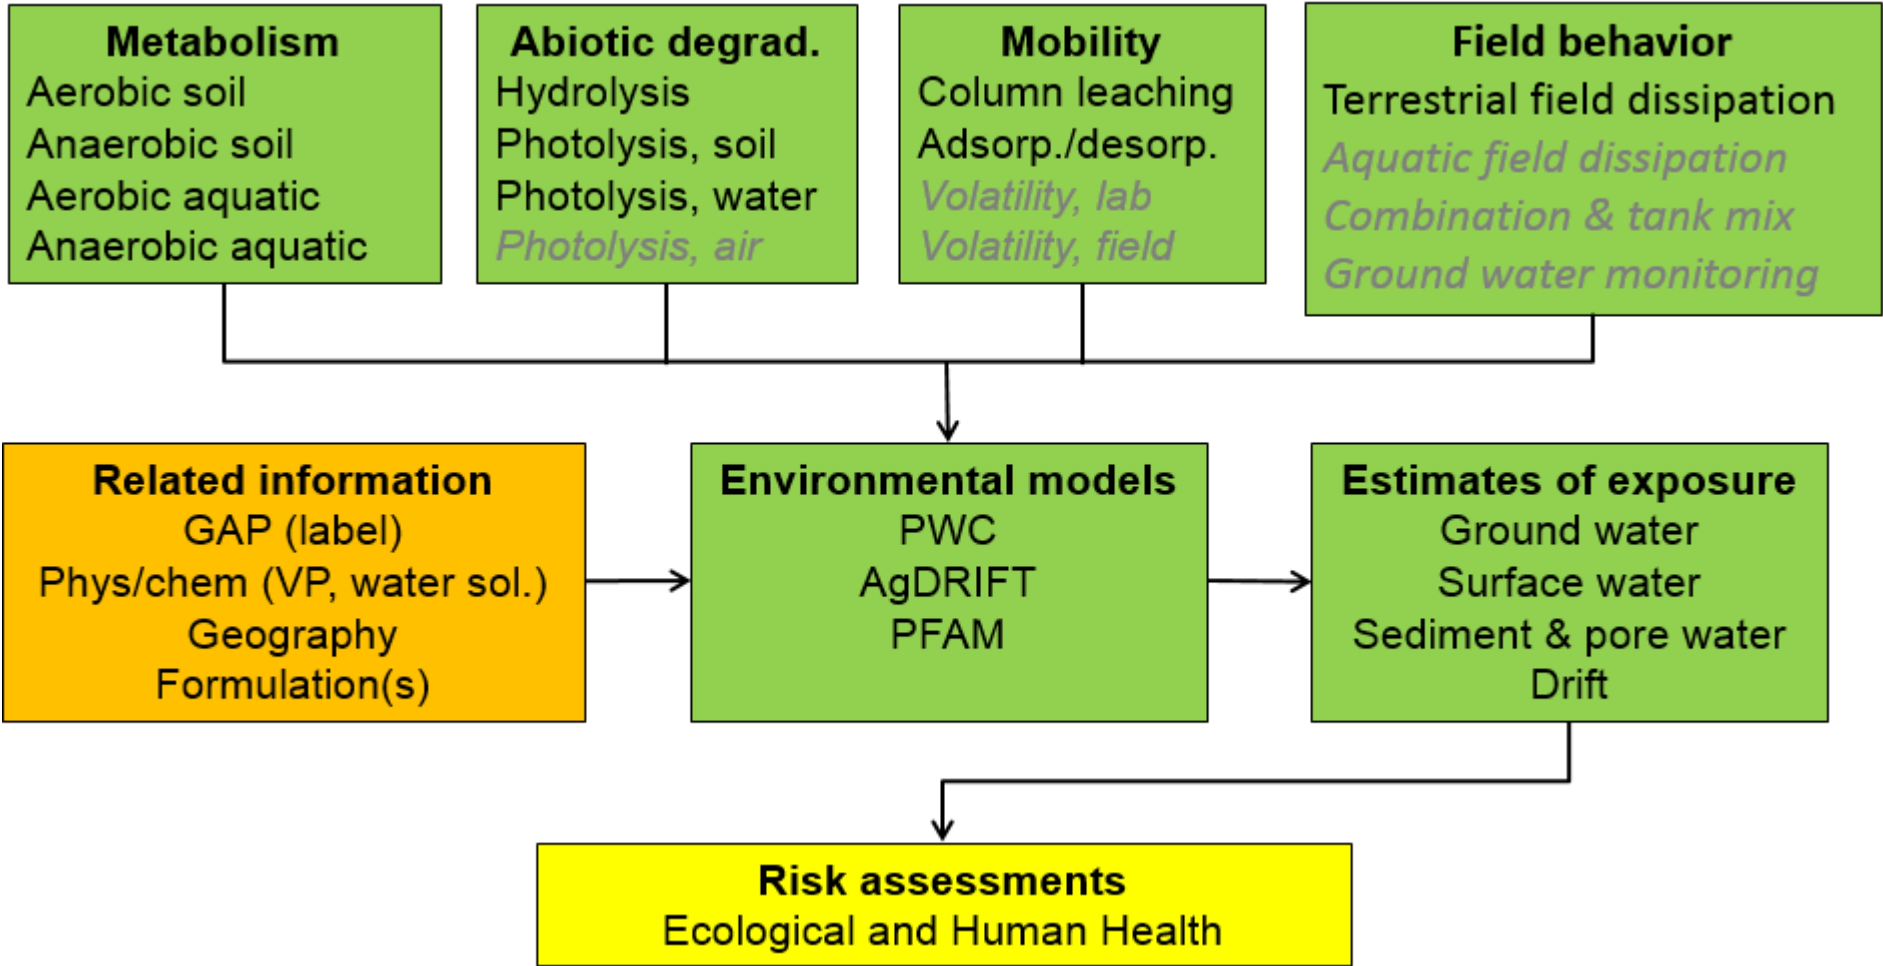 Metabolism
Aerobic soil
Anaerobic soil
Aerobic aquatic
Anaerobic aquatic
Abiotic degrad.
Hydrolysis
Photolysis, soil
Photolysis, water
Photolysis, air
Mobility
Column leaching
Adsorp./desorp.
Volatility, lab
Volatility, field
Field behavior
Terrestrial field dissipation
Aquatic field dissipation
Combination & tank mix
Ground water monitoring
Related information
GAP (label)
Phys/chem (VP, water sol.)
Geography
Formulation(s)
Environmental models
PWC
AgDRIFT
PFAM
Estimates of exposure
Ground water
Surface water
Sediment & pore water
Drift
Risk assessments
Ecological and Human Health